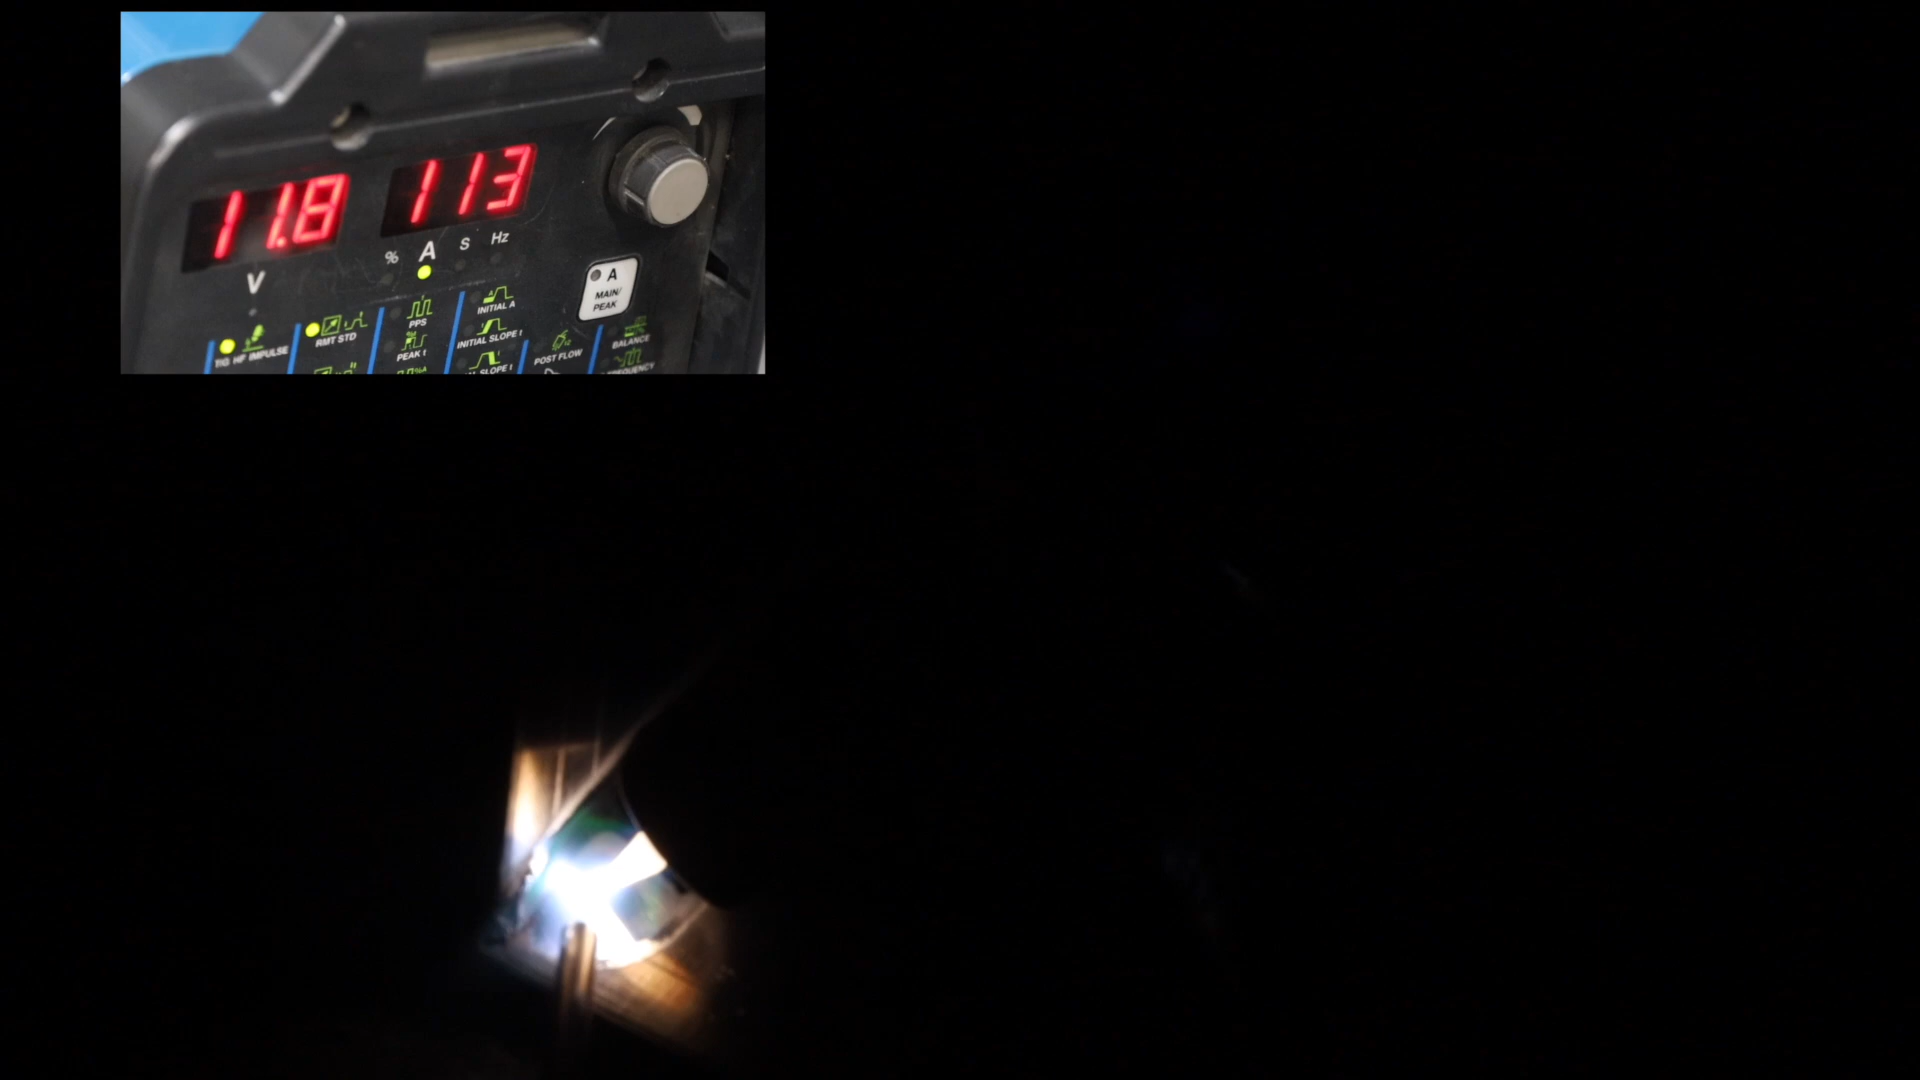 11.8 113
V % A S Hz
A
MAIN/
PEAK
TIG HF IMPULSE RMT STD PPS INITIAL A
PEAK t INITIAL SLOPE t POST FLOW BALANCE
SLOPE t